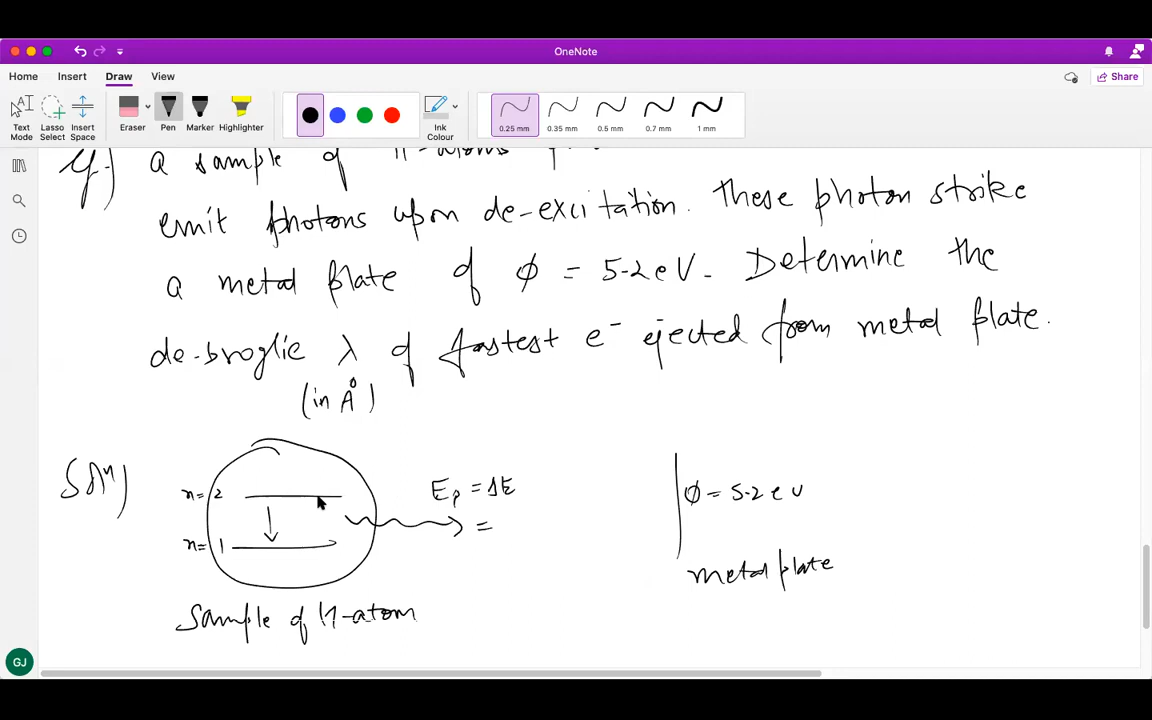 OneNote
Home Insert Draw View
Share
Text Mode
Lasso Select
Insert Space
Eraser
Pen
Marker
Highlighter
Ink Colour
0.25 mm
0.35 mm
0.5 mm
0.7 mm
1 mm
a sample of H-atoms
emit photons upon de-excitation. These photon strike
a metal plate of ϕ = 5.2 eV. Determine the
de-broglie λ of fastest e⁻ ejected from metal plate.
(in Å)
Solⁿ)
n=2
n=1
Eₚ = ΔE
=
ϕ = 5.2 eV
metal plate
Sample of H-atom
GJ